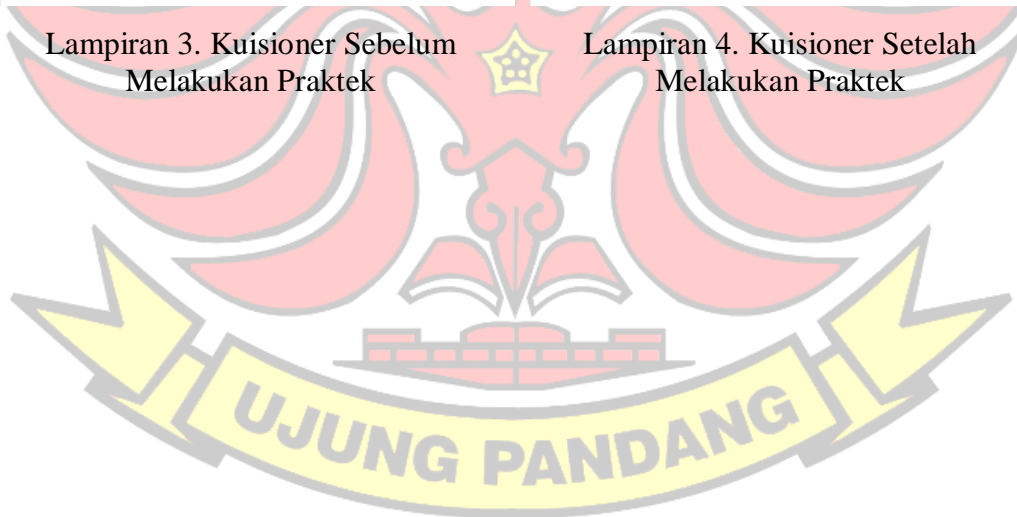 Lampiran 3. Kuisioner Sebelum
Melakukan Praktek
Lampiran 4. Kuisioner Setelah
Melakukan Praktek
UJUNG PANDANG